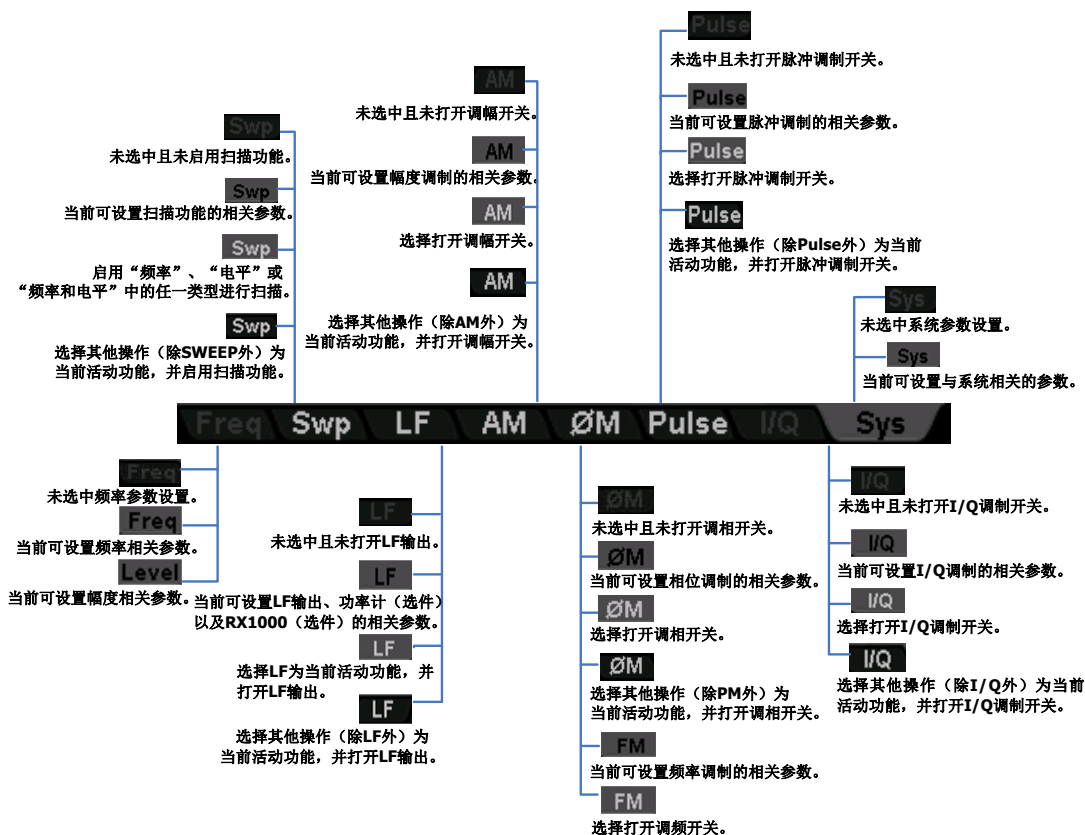 Swp
未选中且未启用扫描功能。
Swp
当前可设置扫描功能的相关参数。
Swp
启用“频率”、“电平”或
“频率和电平”中的任一类型进行扫描。
Swp
选择其他操作（除SWEEP外）为
当前活动功能，并启用扫描功能。
AM
未选中且未打开调幅开关。
AM
当前可设置幅度调制的相关参数。
AM
选择打开调幅开关。
AM
选择其他操作（除AM外）为
当前活动功能，并打开调幅开关。
Pulse
未选中且未打开脉冲调制开关。
Pulse
当前可设置脉冲调制的相关参数。
Pulse
选择打开脉冲调制开关。
Pulse
选择其他操作（除Pulse外）为当前
活动功能，并打开脉冲调制开关。
Sys
未选中系统参数设置。
Sys
当前可设置与系统相关的参数。
Freq Swp LF AM ØM Pulse I/Q Sys
Freq
未选中频率参数设置。
Freq
当前可设置频率相关参数。
Level
当前可设置幅度相关参数。
LF
未选中且未打开LF输出。
LF
当前可设置LF输出、功率计（选件）
以及RX1000（选件）的相关参数。
LF
选择LF为当前活动功能，并
打开LF输出。
LF
选择其他操作（除LF外）为
当前活动功能，并打开LF输出。
ØM
未选中且未打开调相开关。
ØM
当前可设置相位调制的相关参数。
ØM
选择打开调相开关。
ØM
选择其他操作（除PM外）为
当前活动功能，并打开调相开关。
FM
当前可设置频率调制的相关参数。
FM
选择打开调频开关。
I/Q
未选中且未打开I/Q调制开关。
I/Q
当前可设置I/Q调制的相关参数。
I/Q
选择打开I/Q调制开关。
I/Q
选择其他操作（除I/Q外）为当前
活动功能，并打开I/Q调制开关。